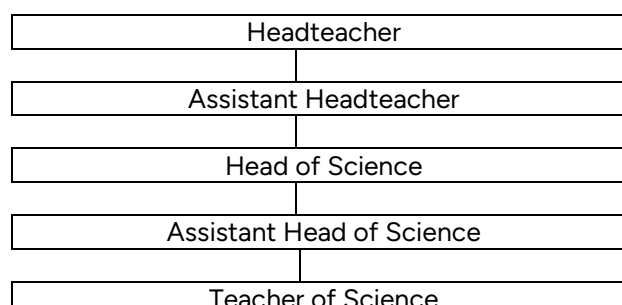 Headteacher
Assistant Headteacher
Head of Science
Assistant Head of Science
Teacher of Science